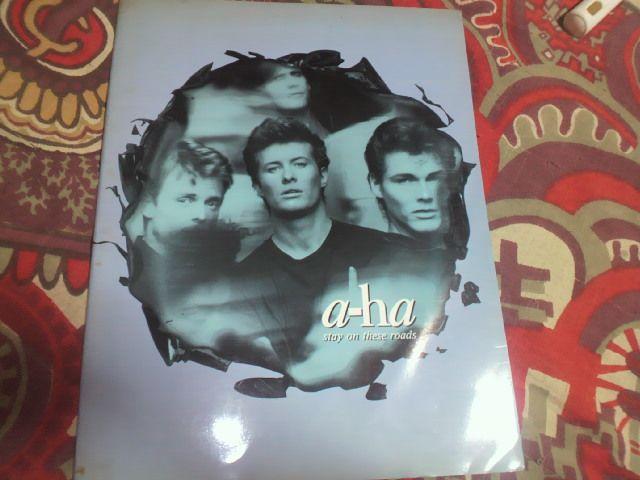 a-ha
stay on these roads